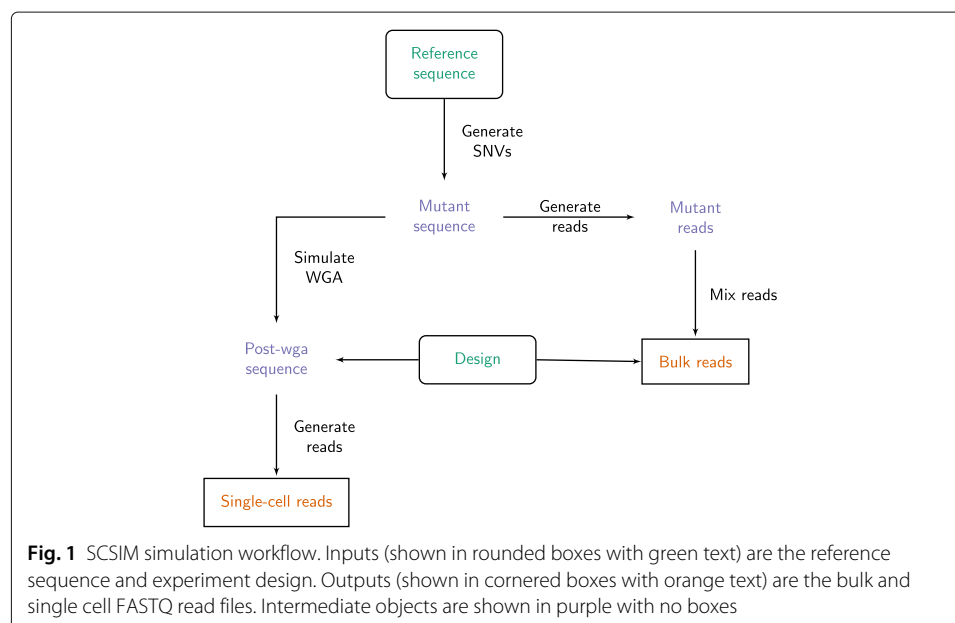 Reference
sequence
Generate
SNVs
Mutant
sequence
Generate
reads
Mutant
reads
Simulate
WGA
Mix reads
Post-wga
sequence
Design
Bulk reads
Generate
reads
Single-cell reads
Fig. 1 SCSIM simulation workflow. Inputs (shown in rounded boxes with green text) are the reference
sequence and experiment design. Outputs (shown in cornered boxes with orange text) are the bulk and
single cell FASTQ read files. Intermediate objects are shown in purple with no boxes